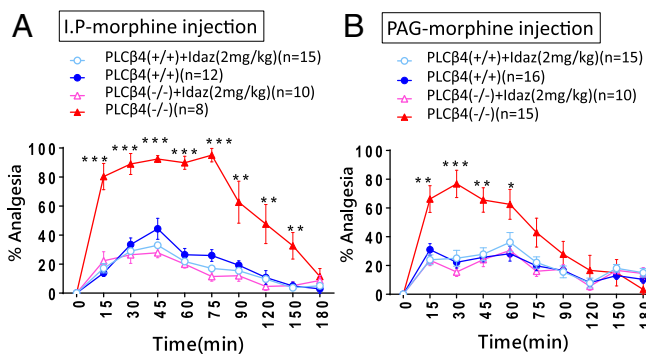 A
I.P-morphine injection
PLCβ4(+/+)+Idaz(2mg/kg)(n=15)
PLCβ4(+/+)(n=12)
PLCβ4(-/-)+Idaz(2mg/kg)(n=10)
PLCβ4(-/-)(n=8)
% Analgesia
100
80
60
40
20
0
*** *** *** *** *** ** ** **
0 15 30 45 60 75 90 120 150 180
Time(min)
B
PAG-morphine injection
PLCβ4(+/+)+Idaz(2mg/kg)(n=15)
PLCβ4(+/+)(n=16)
PLCβ4(-/-)+Idaz(2mg/kg)(n=10)
PLCβ4(-/-)(n=15)
% Analgesia
100
80
60
40
20
0
** *** ** *
0 15 30 45 60 75 90 120 150 180
Time(min)